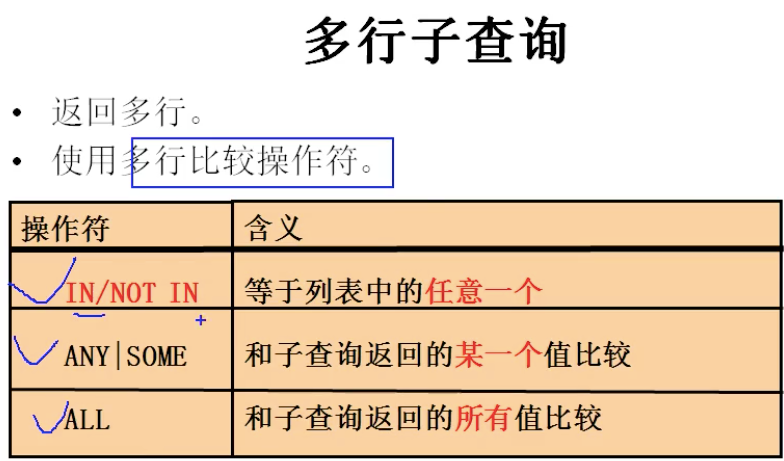 多行子查询
• 返回多行。
• 使用多行比较操作符。
操作符 含义
IN/NOT IN 等于列表中的任意一个
ANY|SOME 和子查询返回的某一个值比较
ALL 和子查询返回的所有值比较